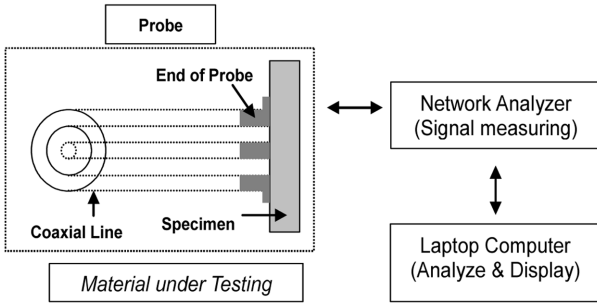 Probe
End of Probe
Coaxial Line
Specimen
Material under Testing
Network Analyzer
(Signal measuring)
Laptop Computer
(Analyze & Display)